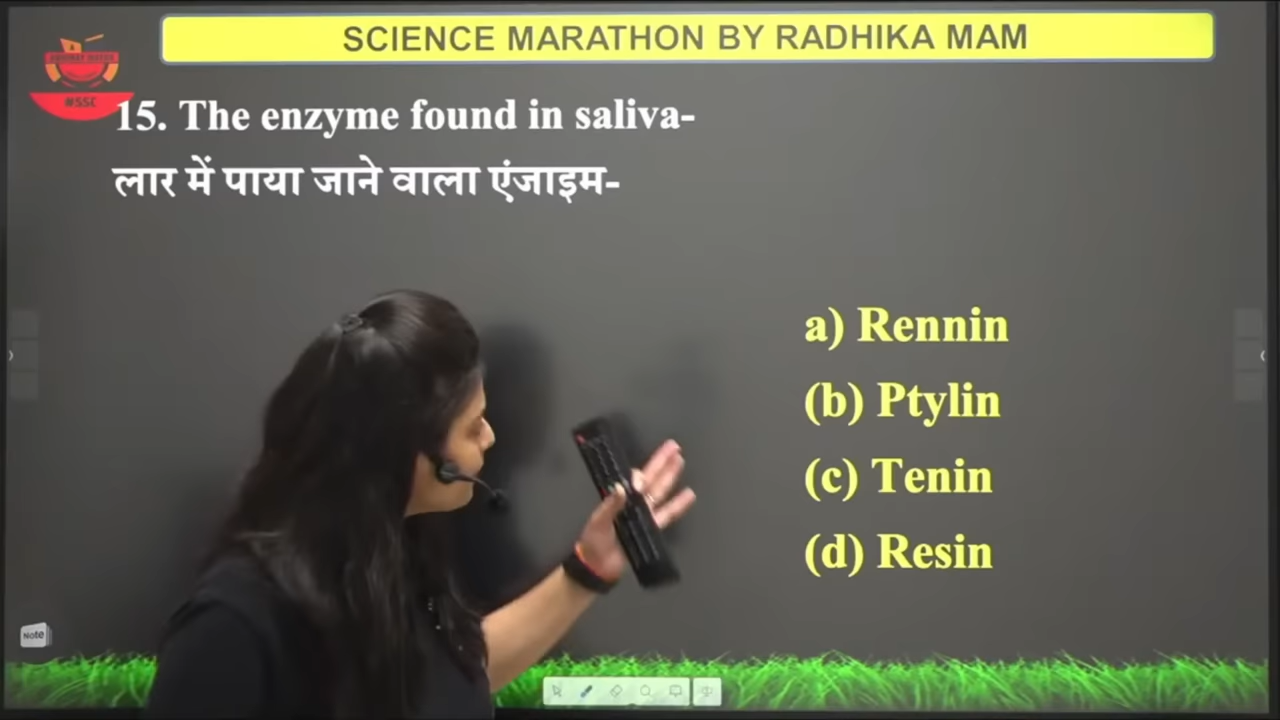 SCIENCE MARATHON BY RADHIKA MAM
#SSC
15. The enzyme found in saliva-
लार में पाया जाने वाला एंजाइम-
a) Rennin
(b) Ptylin
(c) Tenin
(d) Resin
Note